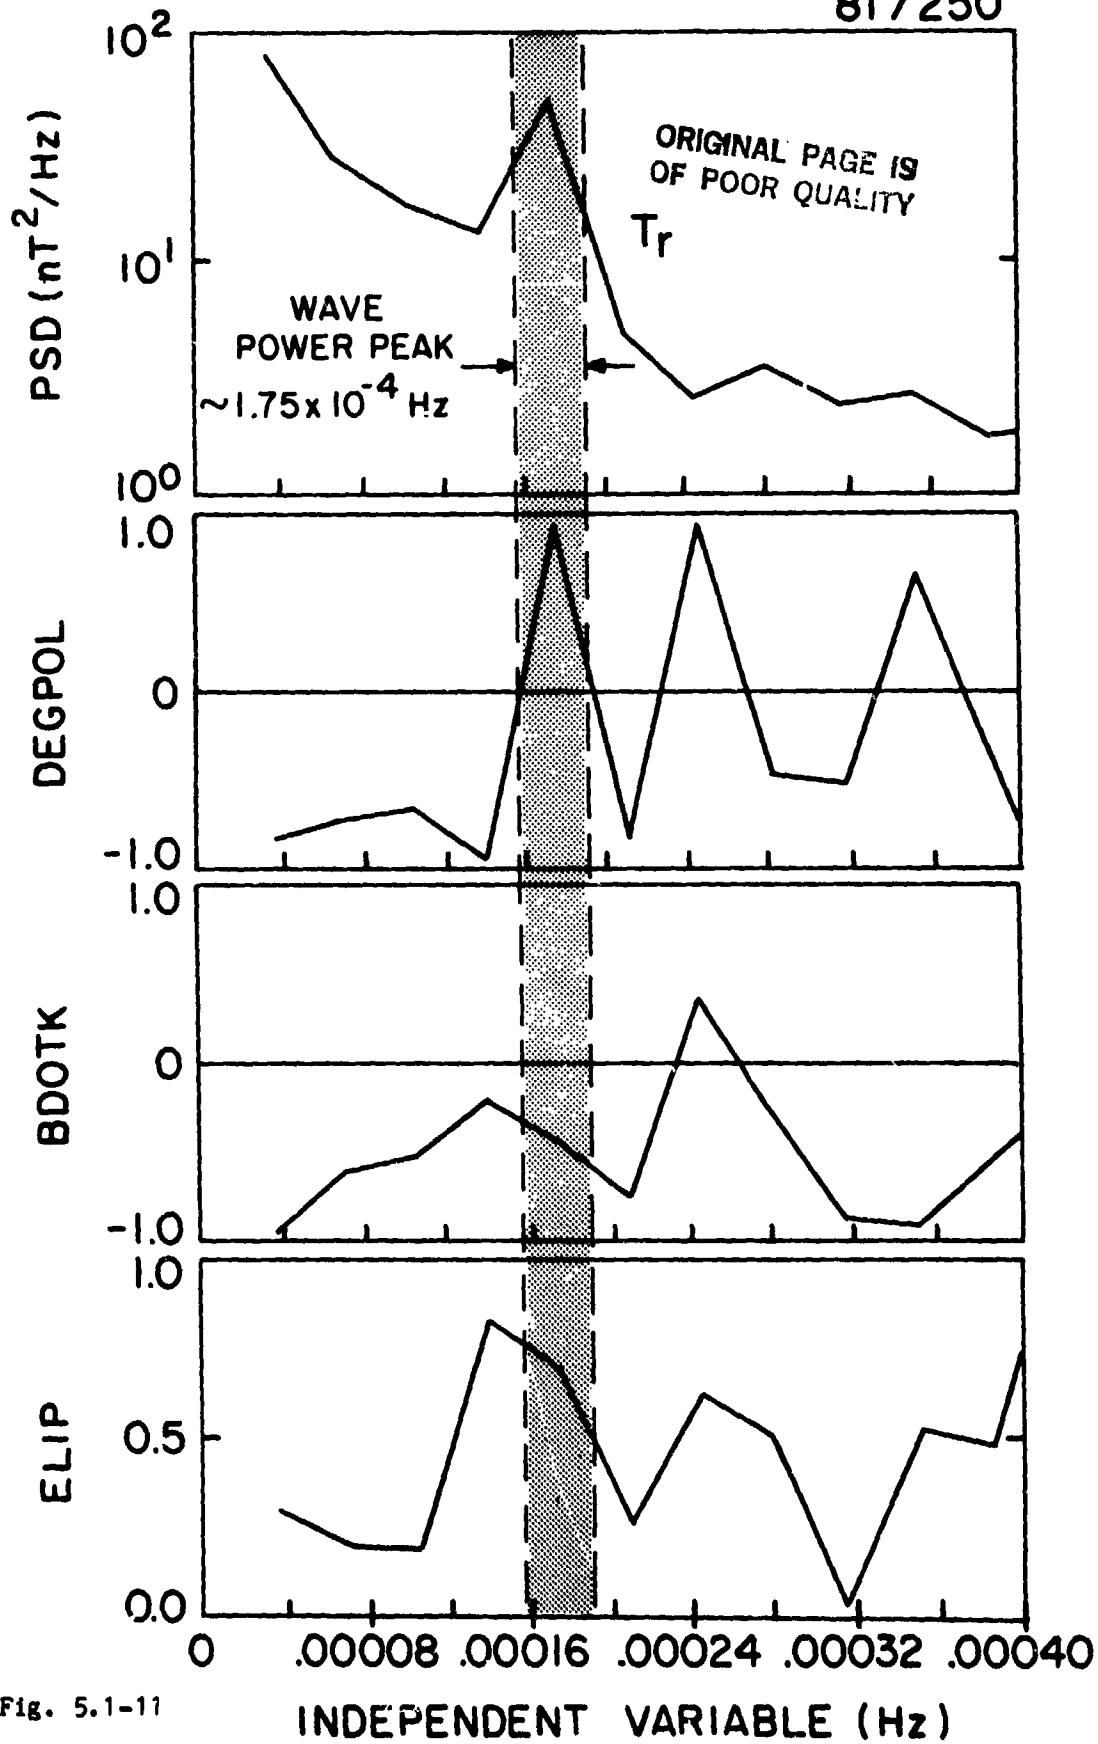 817250
10²
PSD (nT²/Hz)
10¹
10⁰
ORIGINAL PAGE IS
OF POOR QUALITY
Tr
WAVE
POWER PEAK
~1.75x10⁻⁴ Hz
1.0
DEGPOL
0
-1.0
1.0
BDOTK
0
-1.0
1.0
ELIP
0.5
0.0
0 .00008 .00016 .00024 .00032 .00040
INDEPENDENT VARIABLE (Hz)
Fig. 5.1-11